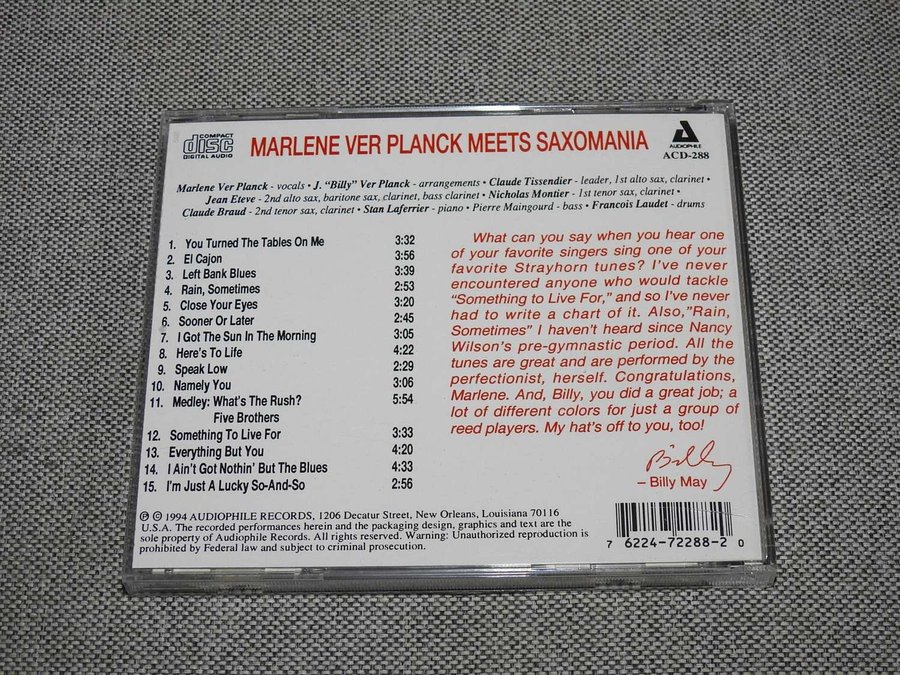 COMPACT
disc
DIGITAL AUDIO
MARLENE VER PLANCK MEETS SAXOMANIA
AUDIOPHILE
ACD-288
Marlene Ver Planck - vocals • J. "Billy" Ver Planck - arrangements • Claude Tissendier - leader, 1st alto sax, clarinet •
Jean Eteve - 2nd alto sax, baritone sax, clarinet, bass clarinet • Nicholas Montier - 1st tenor sax, clarinet •
Claude Braud - 2nd tenor sax, clarinet • Stan Laferrier - piano • Pierre Maingourd - bass • Francois Laudet - drums
1. You Turned The Tables On Me 3:32
2. El Cajon 3:56
3. Left Bank Blues 3:39
4. Rain, Sometimes 2:53
5. Close Your Eyes 3:20
6. Sooner Or Later 2:45
7. I Got The Sun In The Morning 3:05
8. Here's To Life 4:22
9. Speak Low 2:29
10. Namely You 3:06
11. Medley: What's The Rush? 5:54
Five Brothers
12. Something To Live For 3:33
13. Everything But You 4:20
14. I Ain't Got Nothin' But The Blues 4:33
15. I'm Just A Lucky So-And-So 2:56
What can you say when you hear one
of your favorite singers sing one of your
favorite Strayhorn tunes? I've never
encountered anyone who would tackle
"Something to Live For," and so I've never
had to write a chart of it. Also,"Rain,
Sometimes" I haven't heard since Nancy
Wilson's pre-gymnastic period. All the
tunes are great and are performed by the
perfectionist, herself. Congratulations,
Marlene. And, Billy, you did a great job; a
lot of different colors for just a group of
reed players. My hat's off to you, too!
Billy
– Billy May
℗ © 1994 AUDIOPHILE RECORDS, 1206 Decatur Street, New Orleans, Louisiana 70116
U.S.A. The recorded performances herein and the packaging design, graphics and text are the
sole property of Audiophile Records. All rights reserved. Warning: Unauthorized reproduction is
prohibited by Federal law and subject to criminal prosecution.
7 62247-2288-2 0